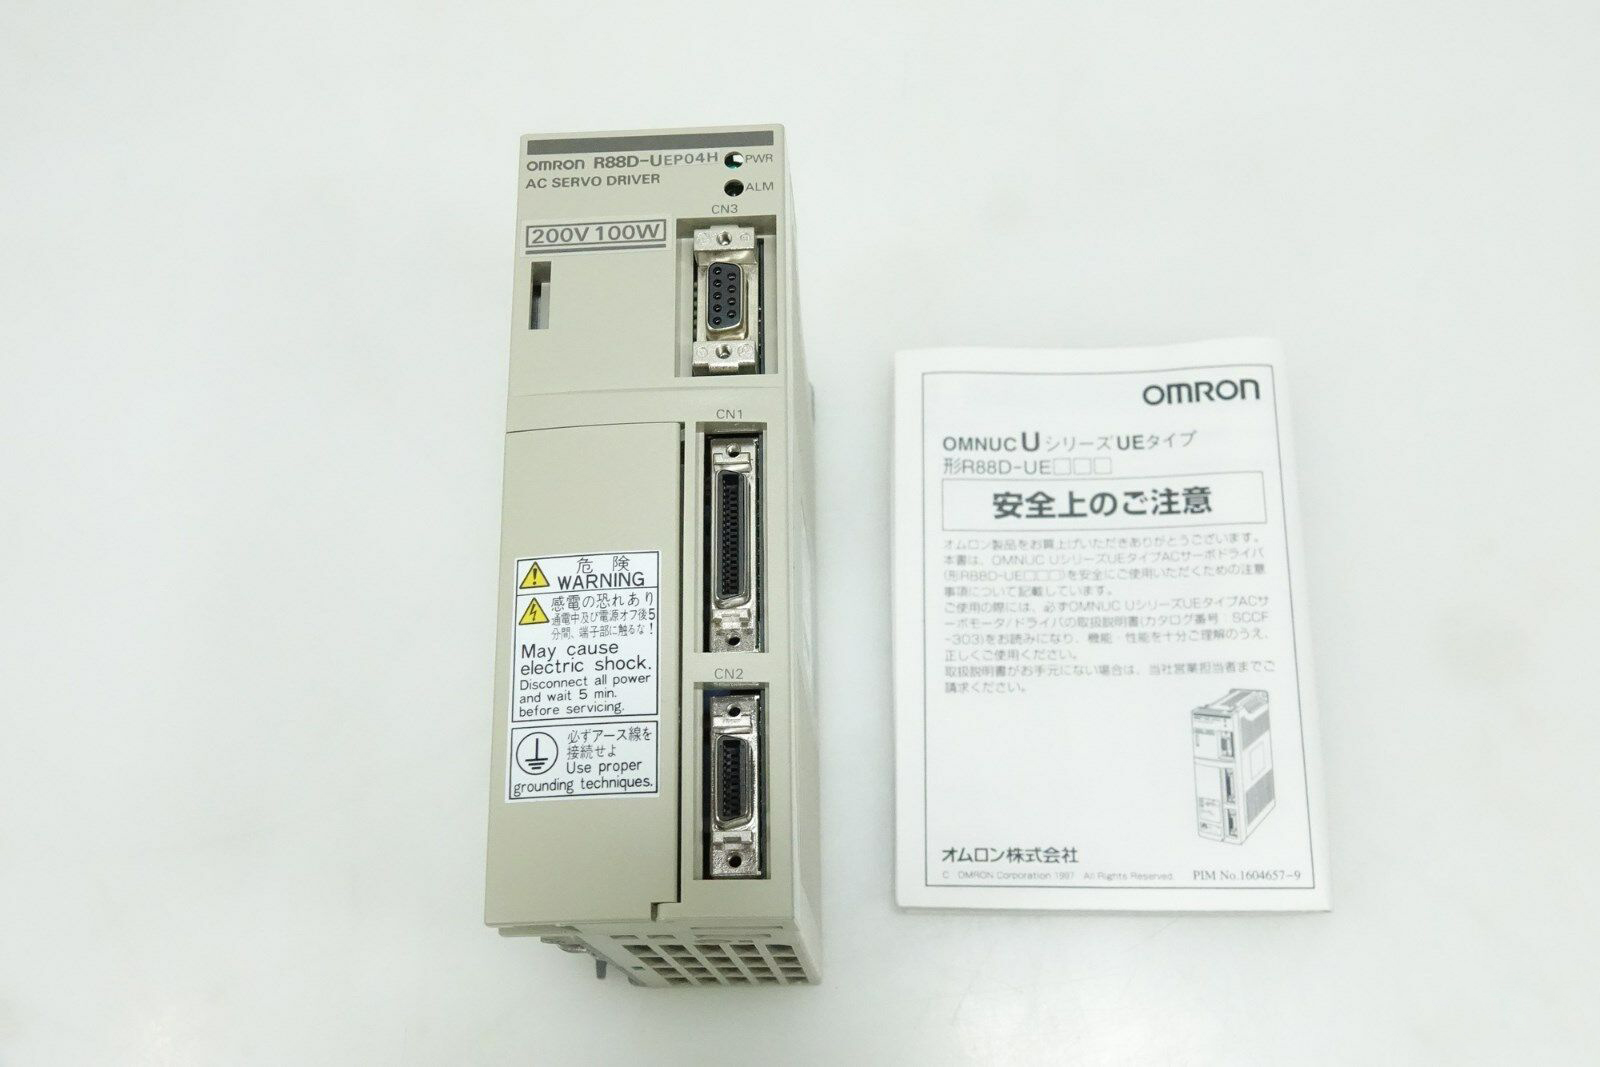 OMRON R88D-UEP04H
AC SERVO DRIVER
PWR
ALM
CN3
200V 100W
CN1
危険
WARNING
感電の恐れあり
通電中及び電源オフ後5
分間、端子部に触るな!
May cause
electric shock.
Disconnect all power
and wait 5 min.
before servicing.
必ずアース線を
接続せよ
Use proper
grounding techniques.
CN2
OMRON
OMNUC UシリーズUEタイプ
形R88D-UE□□□
安全上のご注意
オムロン製品をお買上げいただきありがとうございます。
本書は、OMNUC UシリーズUEタイプACサーボドライバ
(形R88D-UE□□□)を安全にご使用いただくための注意
事項について記載しています。
ご使用の際には、必ずOMNUC UシリーズUEタイプACサ
ーボモータ/ドライバの取扱説明書(カタログ番号:SCCF
-303)をお読みになり、機能・性能を十分ご理解のうえ、
正しくご使用ください。
取扱説明書がお手元にない場合は、当社営業担当者までご
請求ください。
オムロン株式会社
C OMRON Corporation 1997 All Rights Reserved PIM No.1604657-9